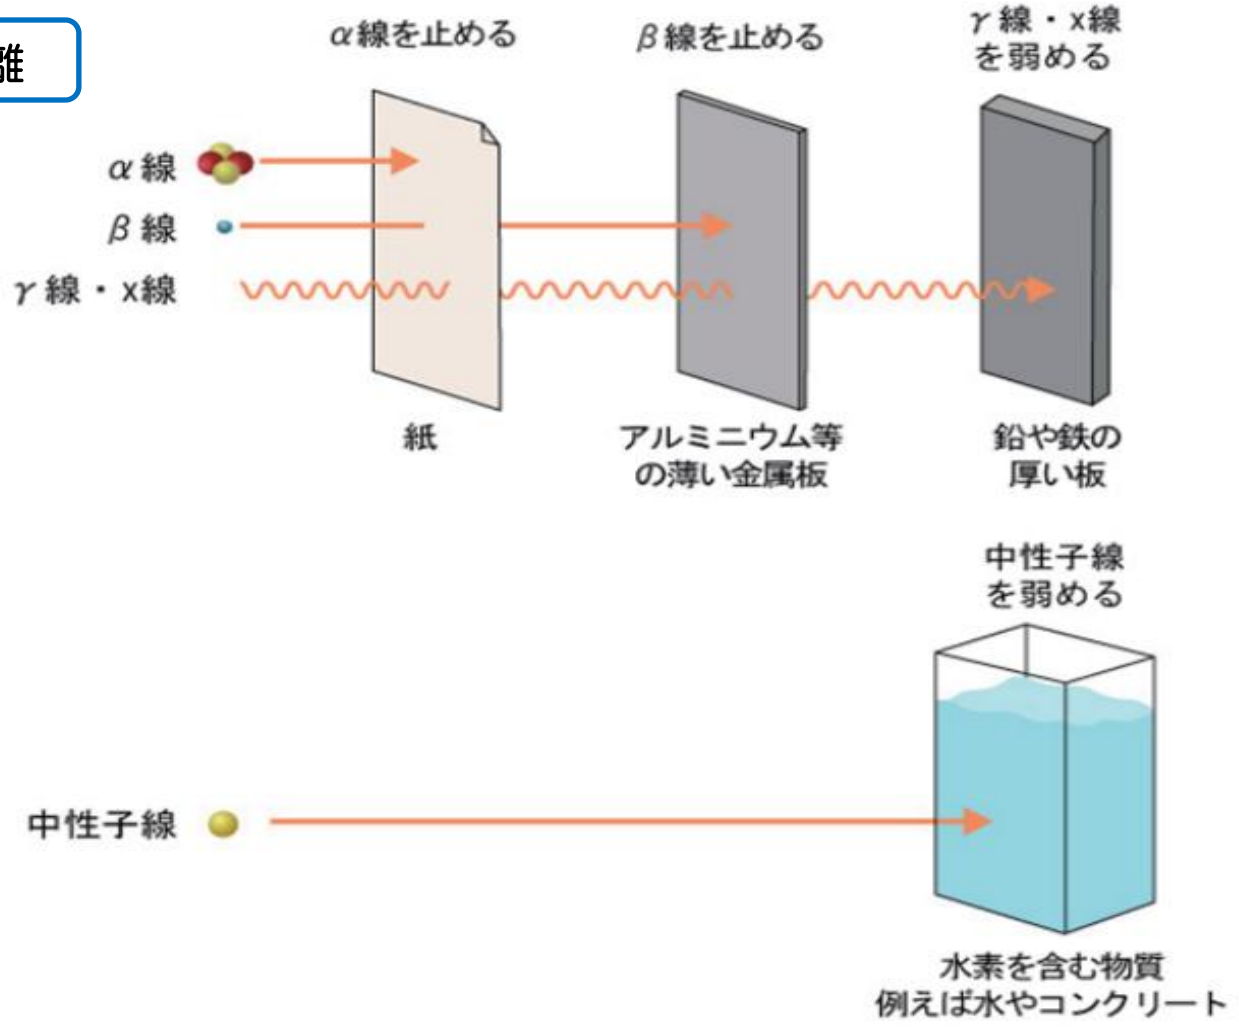 離
α線を止める
β線を止める
γ線・x線
を弱める
α線
β線
γ線・x線
紙
アルミニウム等
の薄い金属板
鉛や鉄の
厚い板
中性子線
を弱める
中性子線
水素を含む物質
例えば水やコンクリート